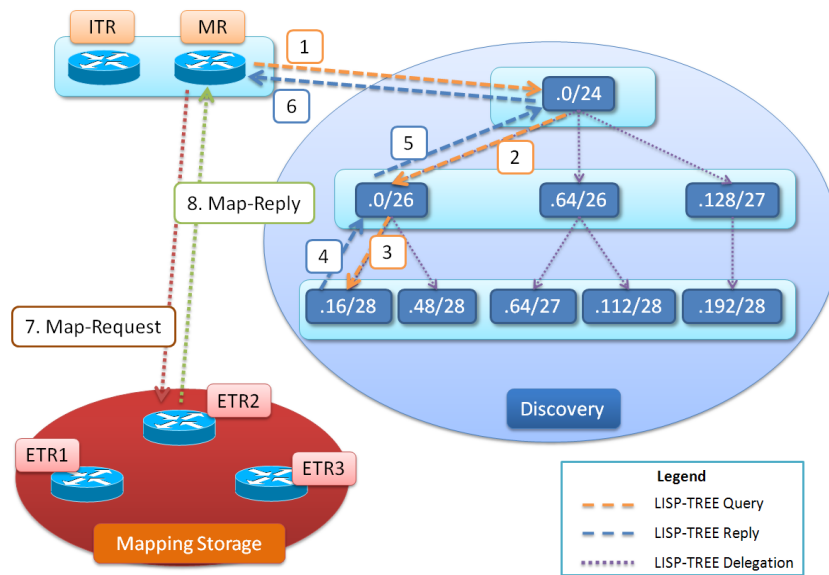 ITR
MR
1
6
.0/24
5
2
8. Map-Reply
.0/26
.64/26
.128/27
4
3
.16/28
.48/28
.64/27
.112/28
.192/28
7. Map-Request
ETR2
Discovery
ETR1
ETR3
Mapping Storage
Legend
LISP-TREE Query
LISP-TREE Reply
LISP-TREE Delegation